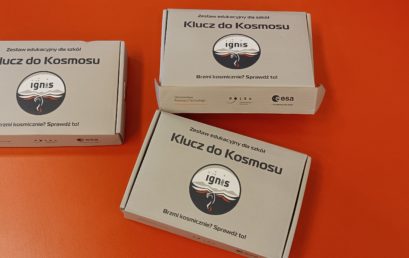 Zestaw edukacyjny dla szkół
Klucz do Kosmosu
ignis
Brzmi kosmicznie? Sprawdź to!
esa
Zestaw edukacyjny dla szkół
Klucz do Kosmosu
ignis
Brzmi kosmicznie? Sprawdź to!
POLSA
esa
Zestaw edukacyjny dla szkół
Klucz do Kosmosu
ignis
Brzmi kosmicznie? Sprawdź to!